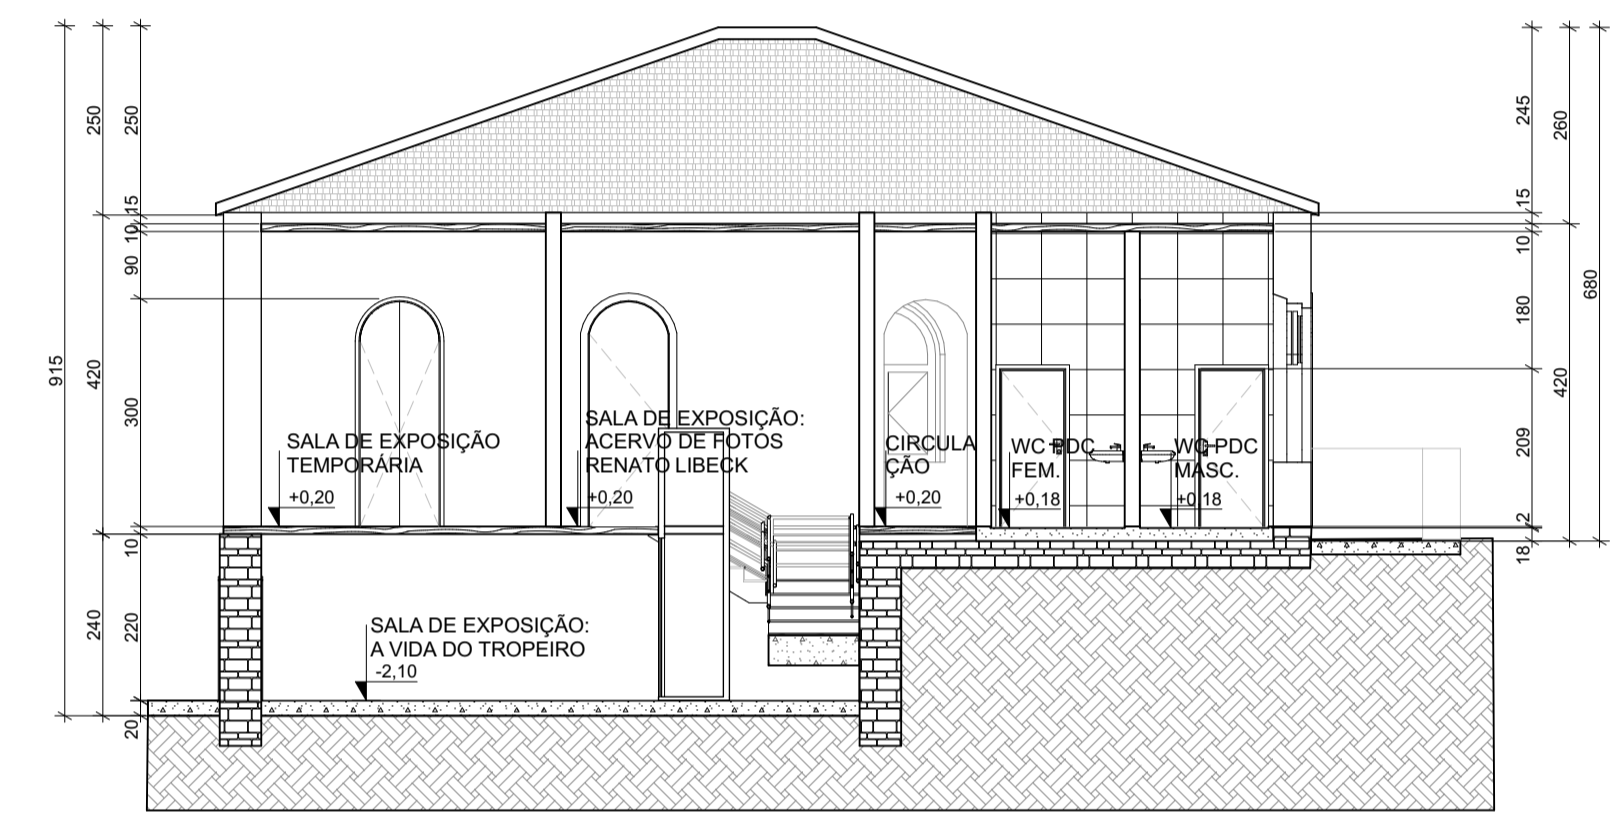 250
250
15
10
90
915
420
300
10
240
220
20
SALA DE EXPOSIÇÃO
TEMPORÁRIA
+0,20
SALA DE EXPOSIÇÃO:
ACERVO DE FOTOS
RENATO LIBECK
+0,20
CIRCULA
ÇÃO
+0,20
WC PDC
FEM.
+0,18
WC PDC
MASC.
+0,18
SALA DE EXPOSIÇÃO:
A VIDA DO TROPEIRO
-2,10
245
260
15
10
680
180
420
209
2
18